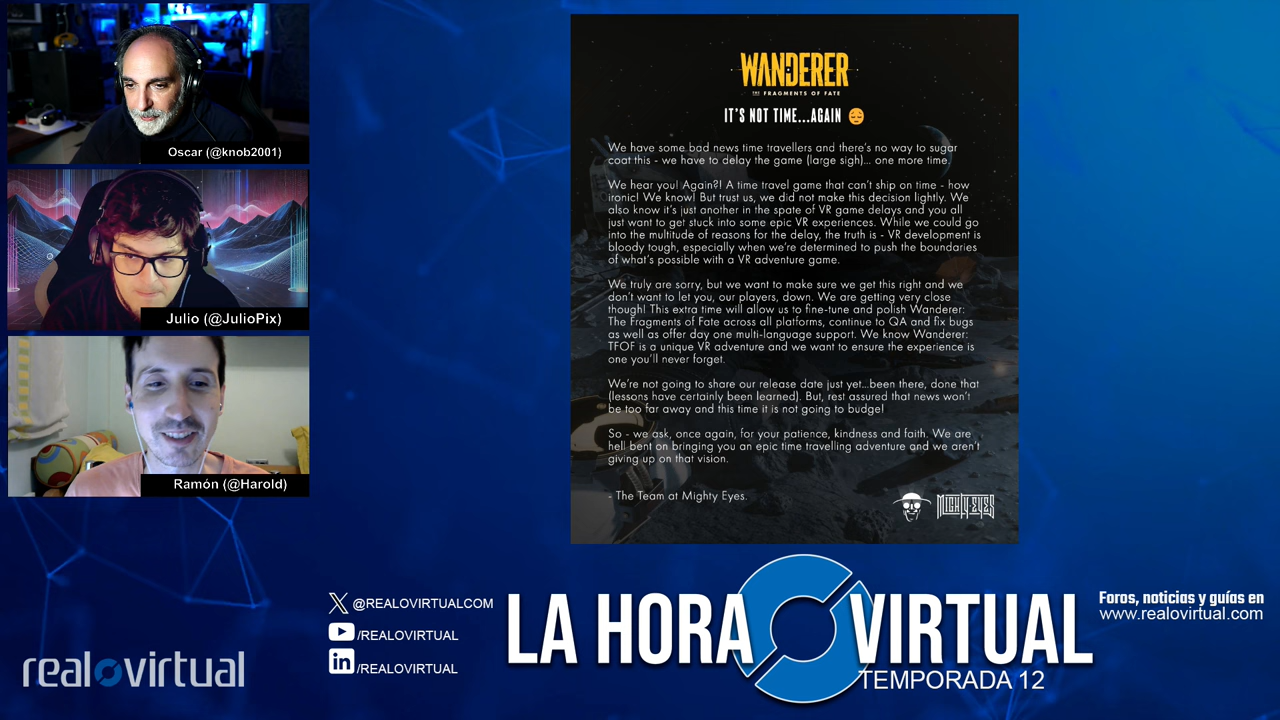 Oscar (@knob2001)
Julio (@JulioPix)
Ramón (@Harold)
WANDERER
THE FRAGMENTS OF FATE
IT'S NOT TIME...AGAIN 😔
We have some bad news time travellers and there's no way to sugar
coat this - we have to delay the game (large sigh)... one more time.
We hear you! Again?! A time travel game that can't ship on time - how
ironic! We know! But trust us, we did not make this decision lightly. We
also know it's just another in the spate of VR game delays and you all
just want to get stuck into some epic VR experiences. While we could go
into the multitude of reasons for the delay, the truth is - VR development is
bloody tough, especially when we're determined to push the boundaries
of what's possible with a VR adventure game.
We truly are sorry, but we want to make sure we get this right and we
don't want to let you, our players, down. We are getting very close
though! This extra time will allow us to fine-tune and polish Wanderer:
The Fragments of Fate across all platforms, continue to QA and fix bugs
as well as offer day one multi-language support. We know Wanderer:
TFOF is a unique VR adventure and we want to ensure the experience is
one you'll never forget.
We're not going to share our release date just yet...been there, done that
(lessons have certainly been learned). But, rest assured that news won't
be too far away and this time it is not going to budge!
So - we ask, once again, for your patience, kindness and faith. We are
hell bent on bringing you an epic time travelling adventure and we aren't
giving up on that vision.
- The Team at Mighty Eyes.
MIGHTY EYES
realovirtual
@REALOVIRTUALCOM
/REALOVIRTUAL
/REALOVIRTUAL
LA HORA VIRTUAL
TEMPORADA 12
Foros, noticias y guías en
www.realovirtual.com